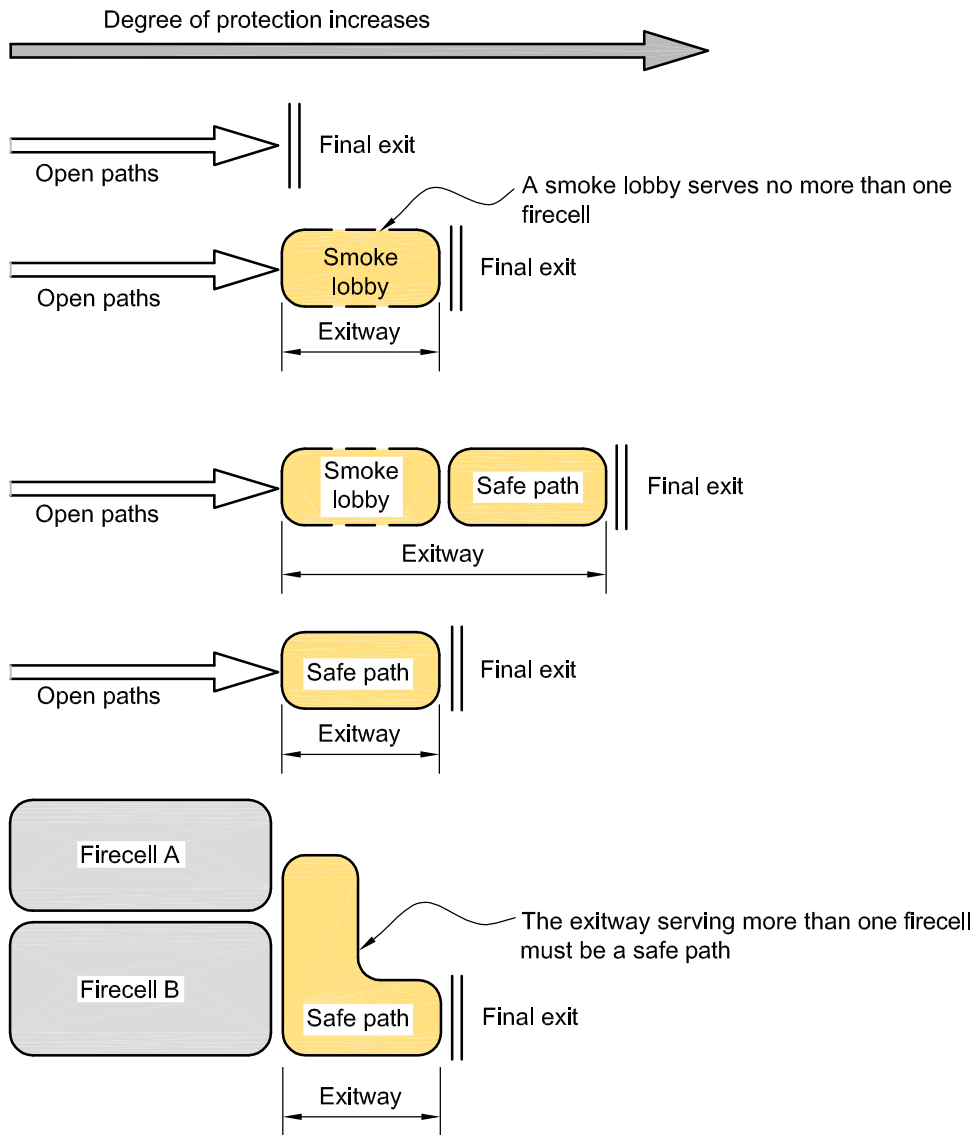 Degree of protection increases
Final exit
Open paths
A smoke lobby serves no more than one
firecell
Smoke
lobby
Final exit
Open paths
Exitway
Smoke
lobby
Safe path
Final exit
Open paths
Exitway
Safe path
Final exit
Open paths
Exitway
Firecell A
The exitway serving more than one firecell
must be a safe path
Firecell B
Safe path
Final exit
Exitway